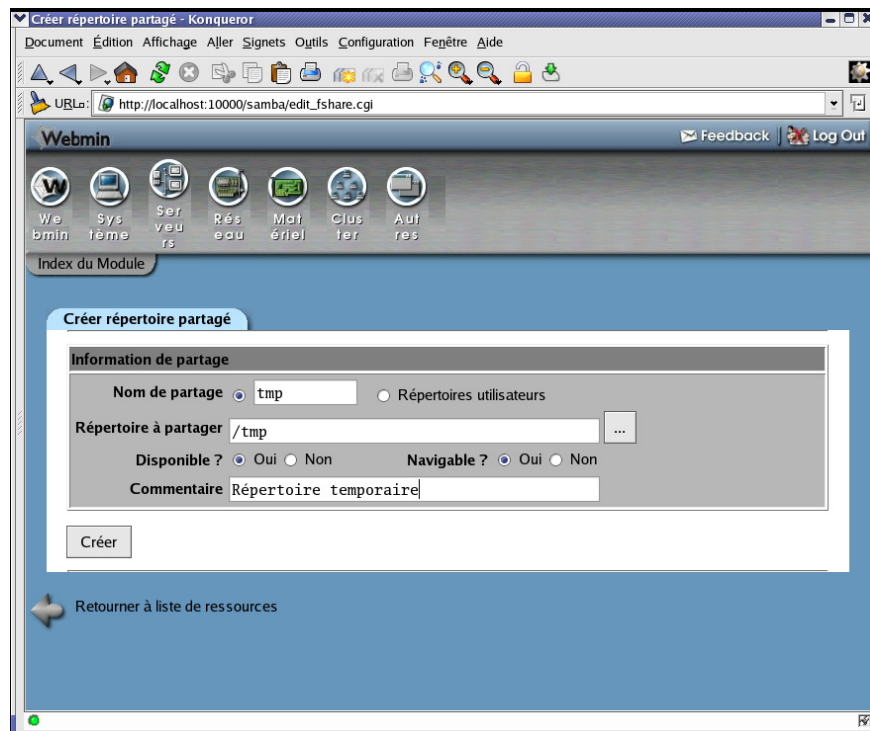 Créer répertoire partagé - Konqueror
Document Édition Affichage Aller Signets Outils Configuration Fenêtre Aide
URL: http://localhost:10000/samba/edit_fshare.cgi
Webmin Feedback Log Out
We bmin Sys tème Ser veu rs Rés eau Mat ériel Clus ter Aut res
Index du Module
Créer répertoire partagé
Information de partage
Nom de partage tmp Répertoires utilisateurs
Répertoire à partager /tmp ...
Disponible ? Oui Non Navigable ? Oui Non
Commentaire Répertoire temporaire
Créer
Retourner à liste de ressources